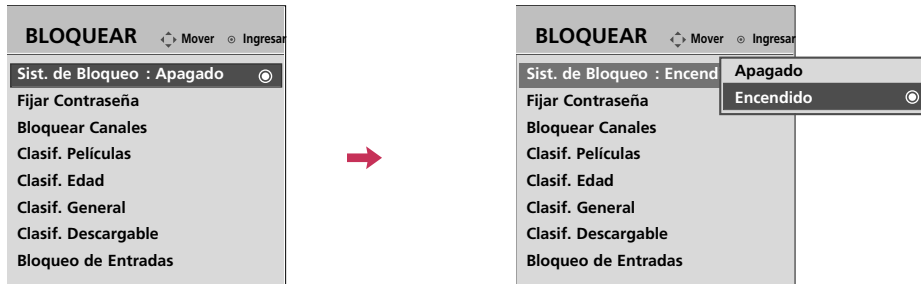 BLOQUEAR Mover Ingresar
Sist. de Bloqueo : Apagado
Fijar Contraseña
Bloquear Canales
Clasif. Películas
Clasif. Edad
Clasif. General
Clasif. Descargable
Bloqueo de Entradas
BLOQUEAR Mover Ingresar
Sist. de Bloqueo : Encend
Apagado
Encendido
Fijar Contraseña
Bloquear Canales
Clasif. Películas
Clasif. Edad
Clasif. General
Clasif. Descargable
Bloqueo de Entradas